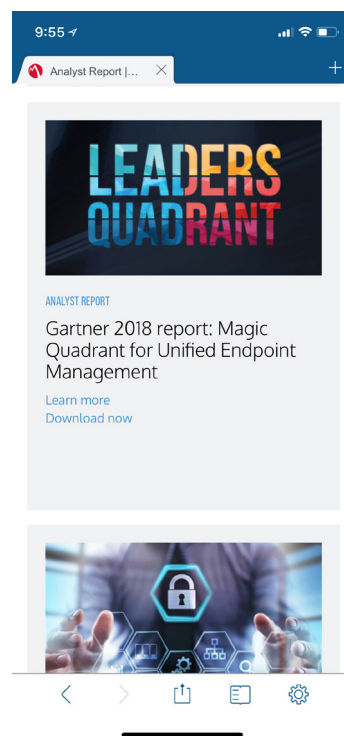 9:55
Analyst Report |...
LEADERS
QUADRANT
ANALYST REPORT
Gartner 2018 report: Magic
Quadrant for Unified Endpoint
Management
Learn more
Download now